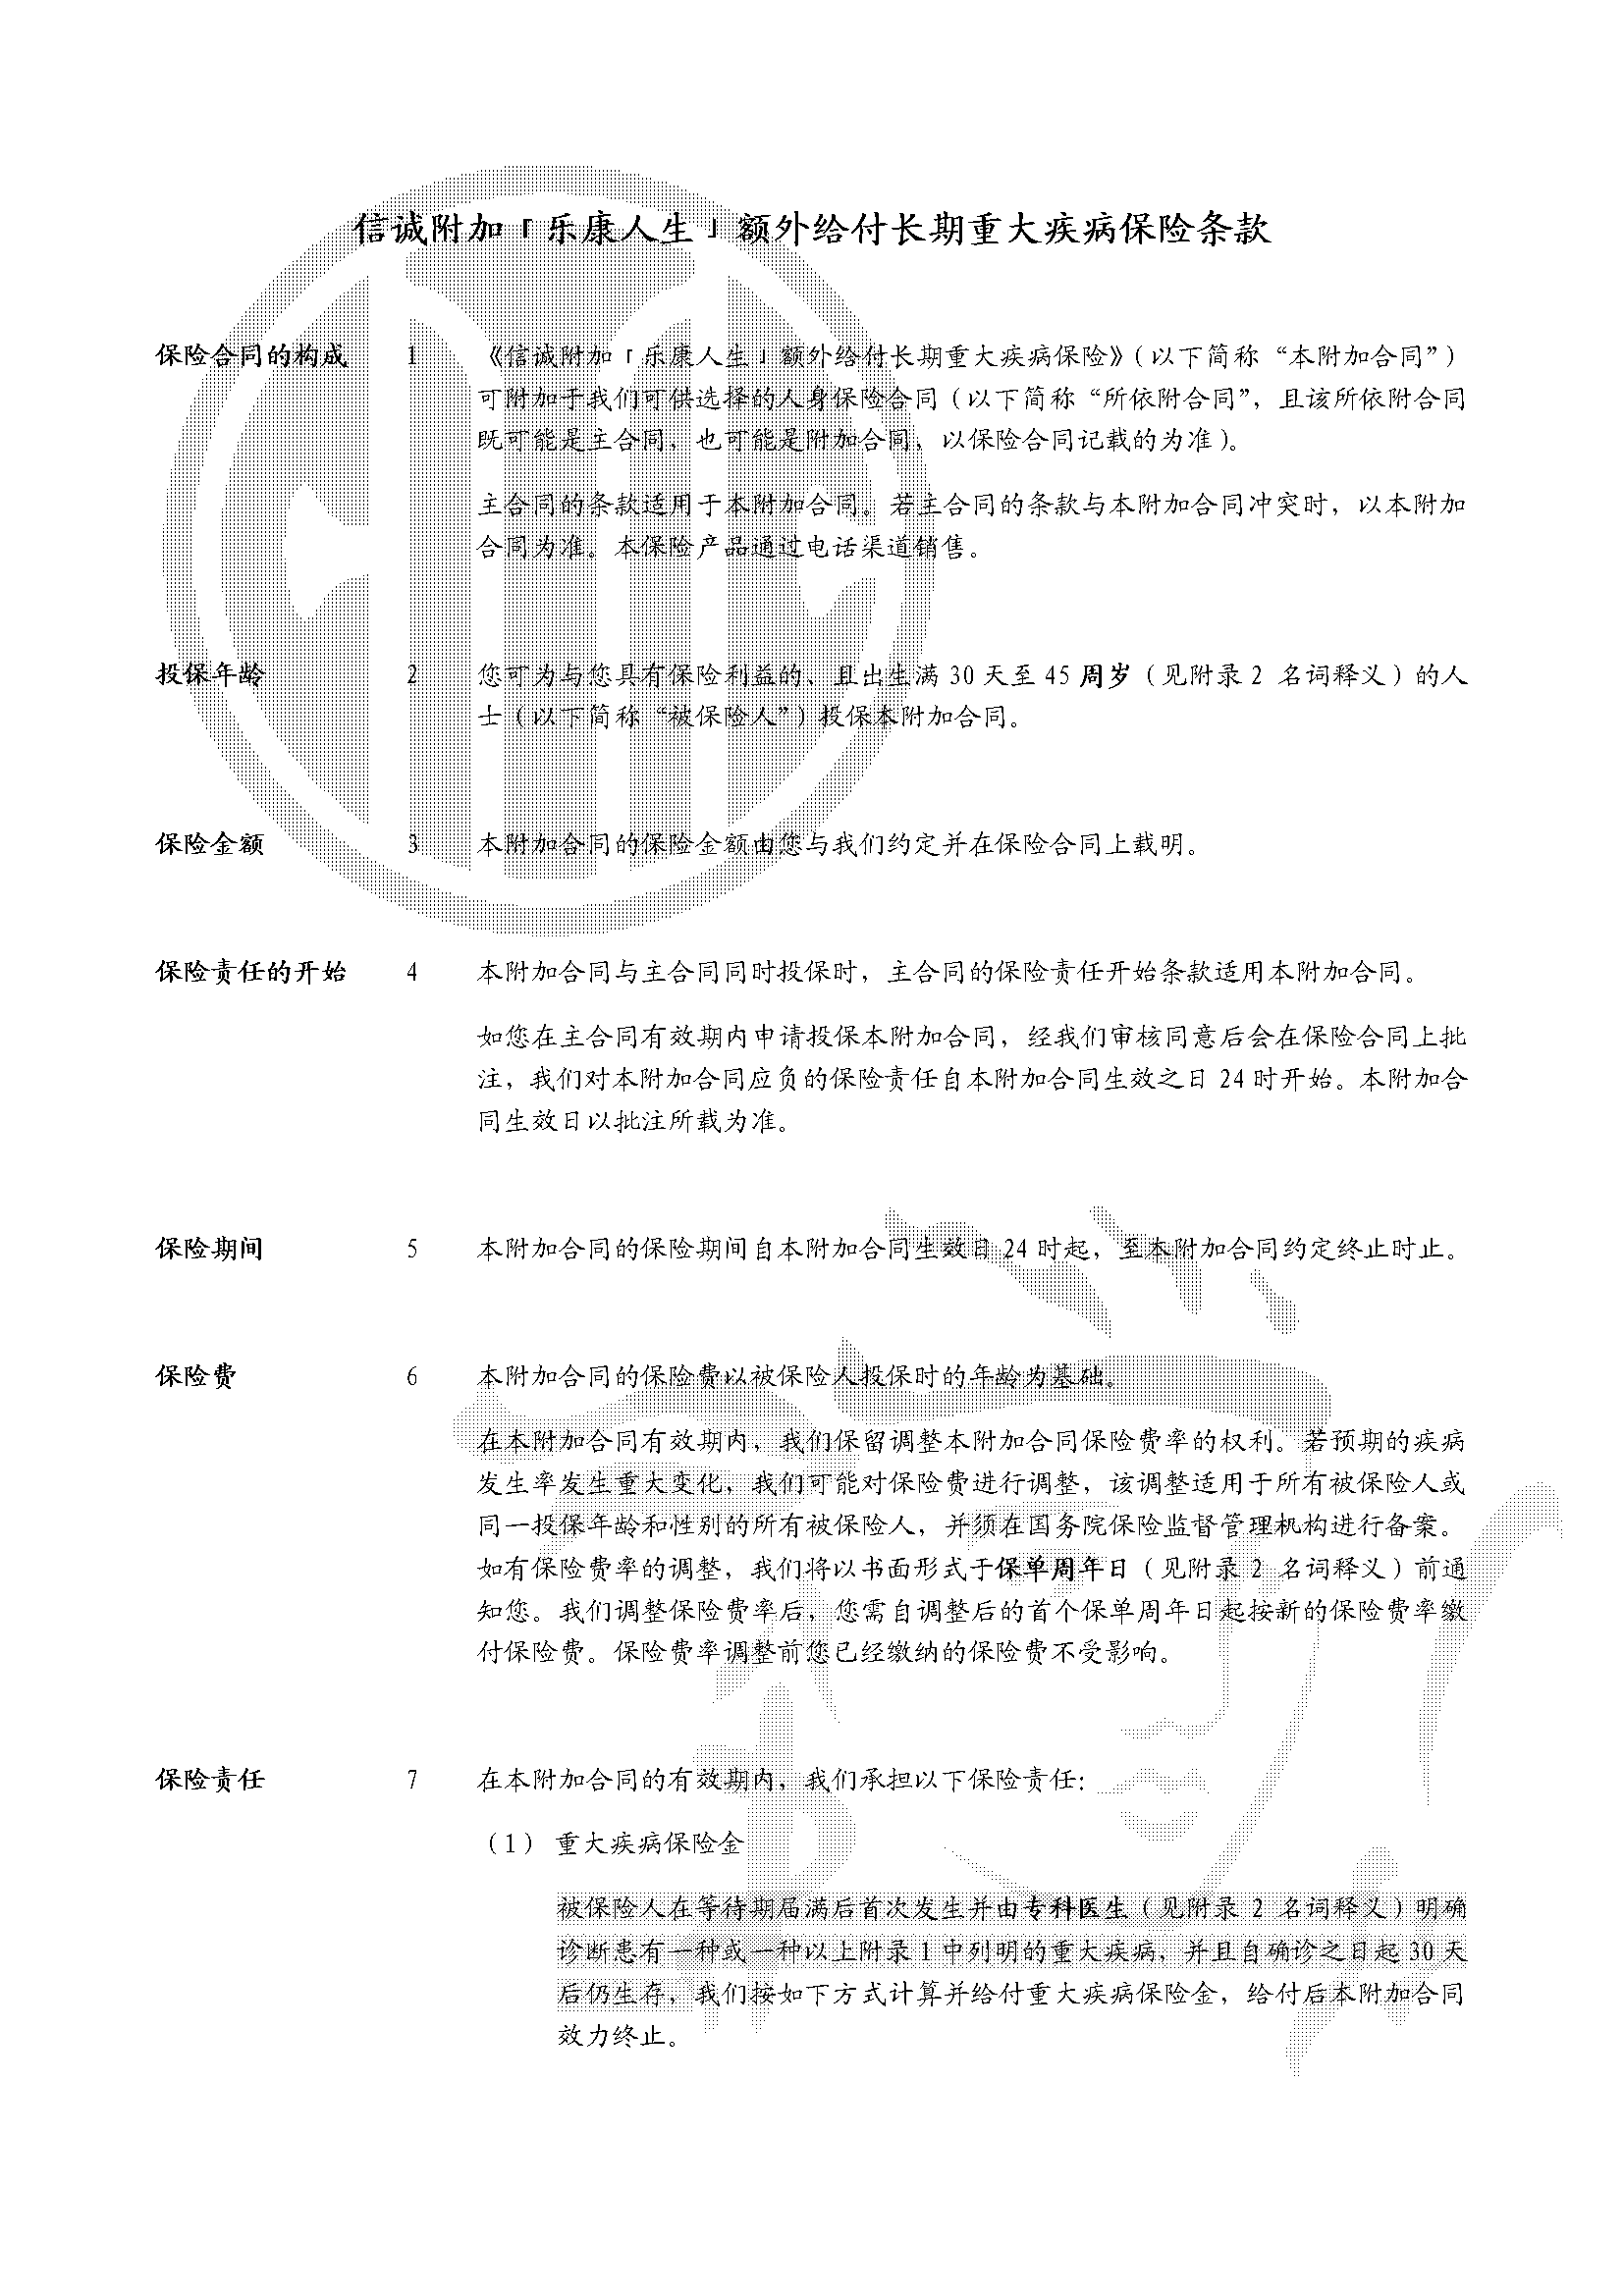 信诚附加「乐康人生」额外给付长期重大疾病保险条款
保险合同的构成 1 《信诚附加「乐康人生」额外给付长期重大疾病保险》（以下简称“本附加合同”）
可附加于我们可供选择的人身保险合同（以下简称“所依附合同”，且该所依附合同
既可能是主合同，也可能是附加合同，以保险合同记载的为准）。
主合同的条款适用于本附加合同。若主合同的条款与本附加合同冲突时，以本附加
合同为准。本保险产品通过电话渠道销售。
投保年龄 2 您可为与您具有保险利益的、且出生满 30 天至 45 周岁（见附录 2 名词释义）的人
士（以下简称“被保险人”）投保本附加合同。
保险金额 3 本附加合同的保险金额由您与我们约定并在保险合同上载明。
保险责任的开始 4 本附加合同与主合同同时投保时，主合同的保险责任开始条款适用本附加合同。
如您在主合同有效期内申请投保本附加合同，经我们审核同意后会在保险合同上批
注，我们对本附加合同应负的保险责任自本附加合同生效之日 24 时开始。本附加合
同生效日以批注所载为准。
保险期间 5 本附加合同的保险期间自本附加合同生效日 24 时起，至本附加合同约定终止时止。
保险费 6 本附加合同的保险费以被保险人投保时的年龄为基础。
在本附加合同有效期内，我们保留调整本附加合同保险费率的权利。若预期的疾病
发生率发生重大变化，我们可能对保险费进行调整，该调整适用于所有被保险人或
同一投保年龄和性别的所有被保险人，并须在国务院保险监督管理机构进行备案。
如有保险费率的调整，我们将以书面形式于保单周年日（见附录 2 名词释义）前通
知您。我们调整保险费率后，您需自调整后的首个保单周年日起按新的保险费率缴
付保险费。保险费率调整前您已经缴纳的保险费不受影响。
保险责任 7 在本附加合同的有效期内，我们承担以下保险责任：
（1） 重大疾病保险金
被保险人在等待期届满后首次发生并由专科医生（见附录 2 名词释义）明确
诊断患有一种或一种以上附录 1 中列明的重大疾病，并且自确诊之日起 30 天
后仍生存，我们按如下方式计算并给付重大疾病保险金，给付后本附加合同
效力终止。